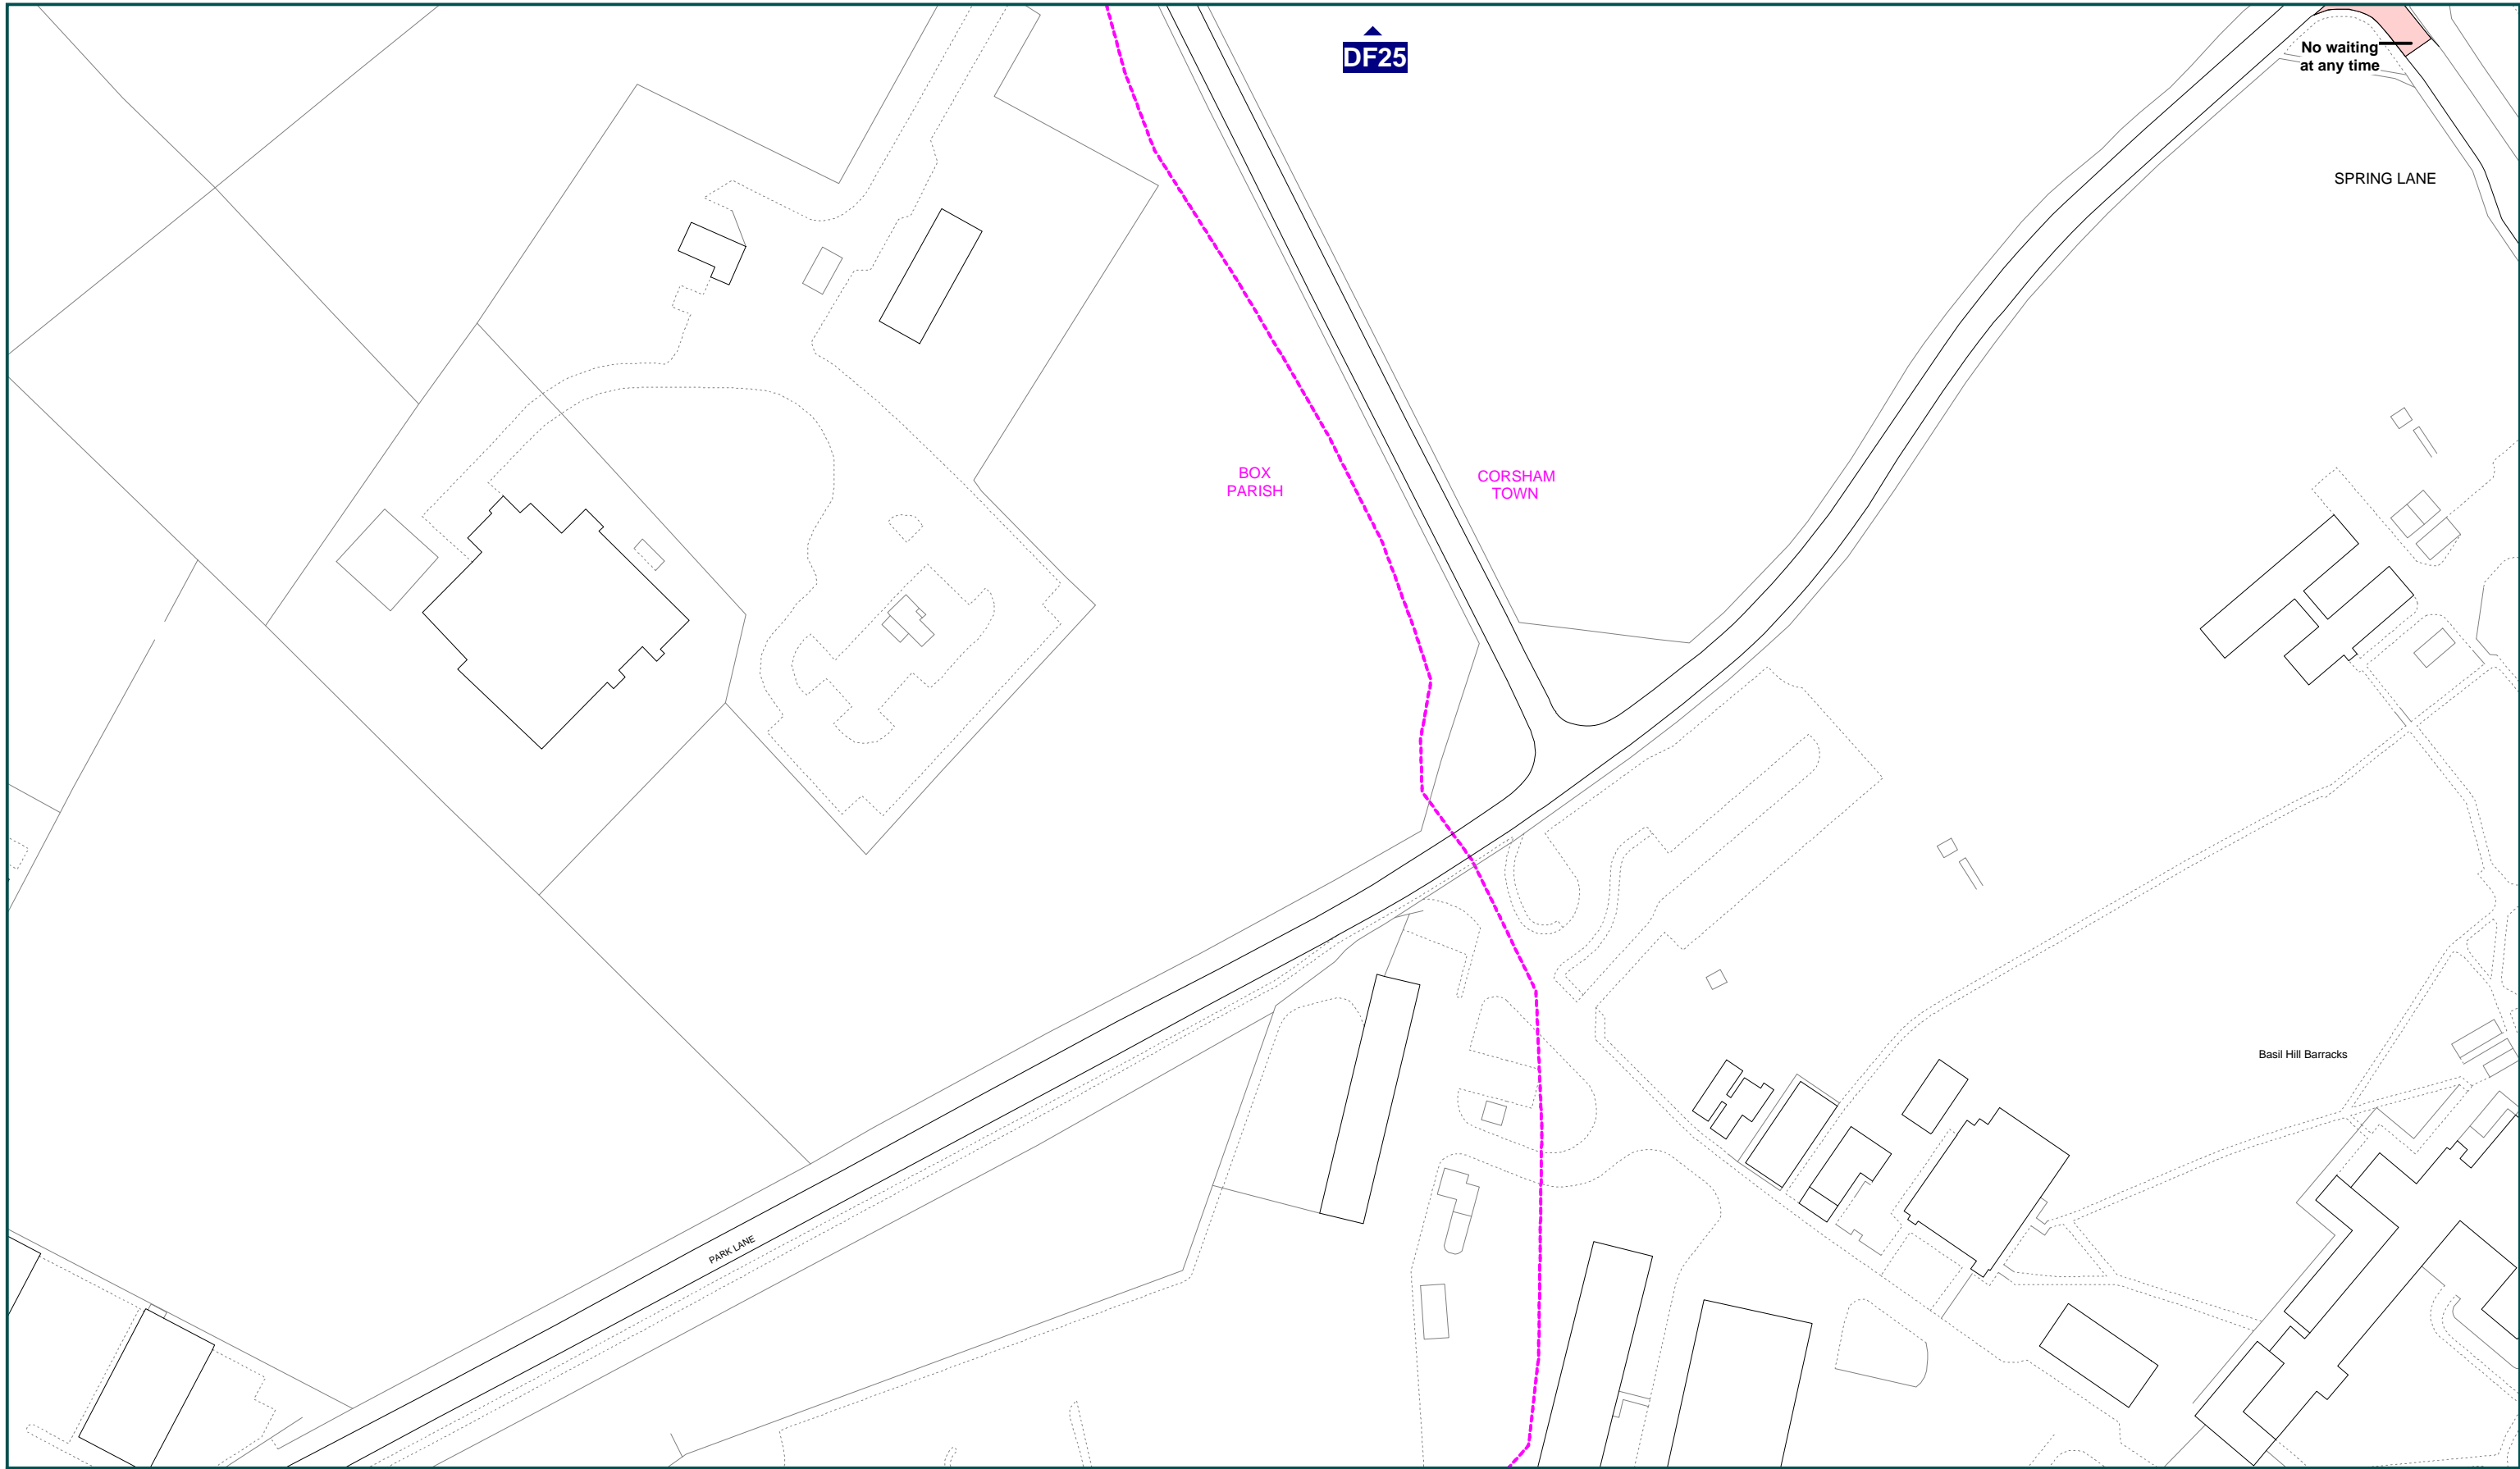 DF25
No waiting
at any time
SPRING LANE
BOX
PARISH
CORSHAM
TOWN
Basil Hill Barracks
PARK LANE